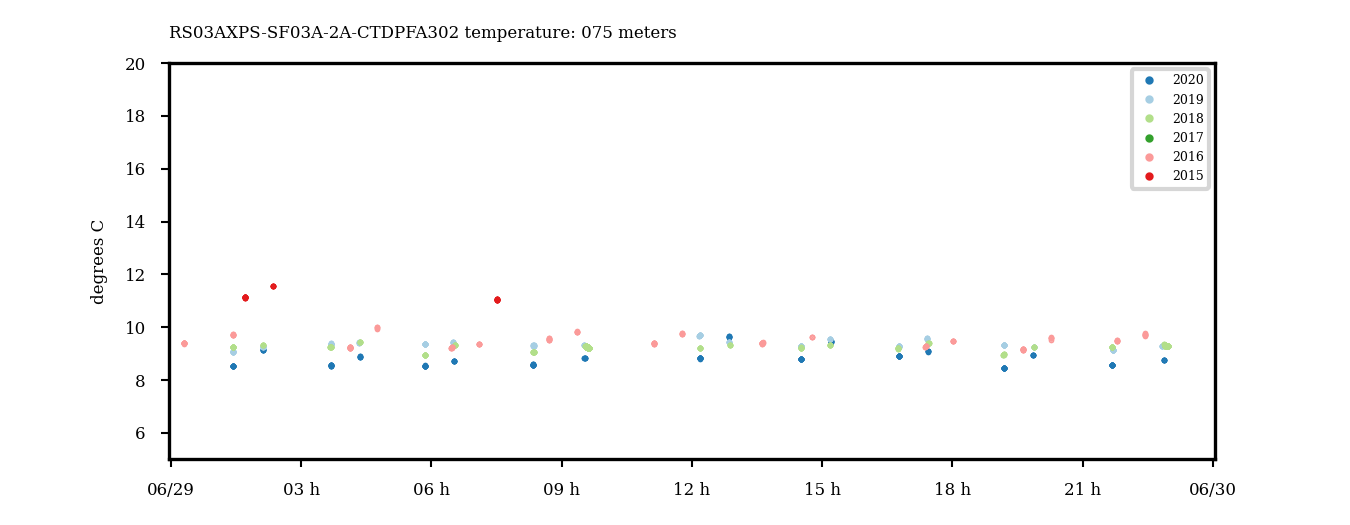 RS03AXPS-SF03A-2A-CTDPFA302 temperature: 075 meters
degrees C
20
18
16
14
12
10
8
6
06/29
03 h
06 h
09 h
12 h
15 h
18 h
21 h
06/30
2020
2019
2018
2017
2016
2015